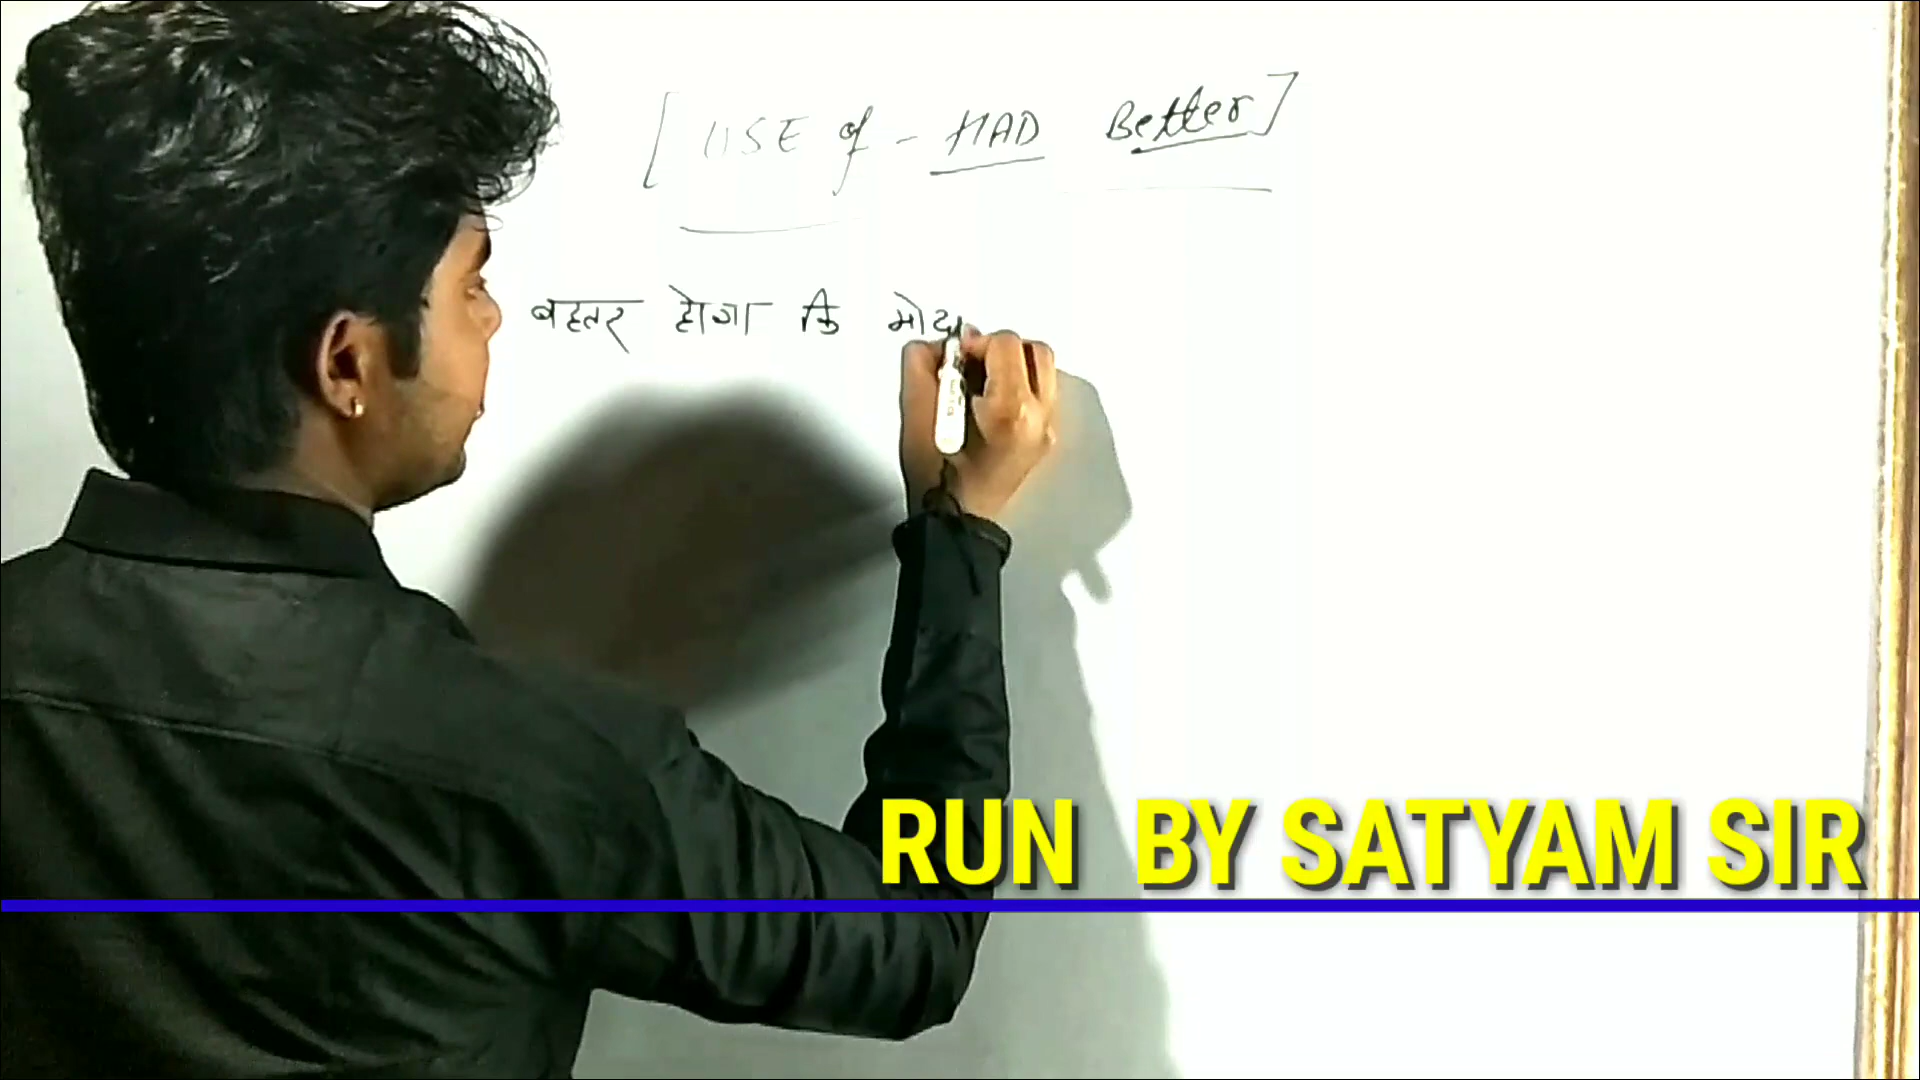 [ USE of - HAD Better ]
बहतर होगा कि
RUN BY SATYAM SIR